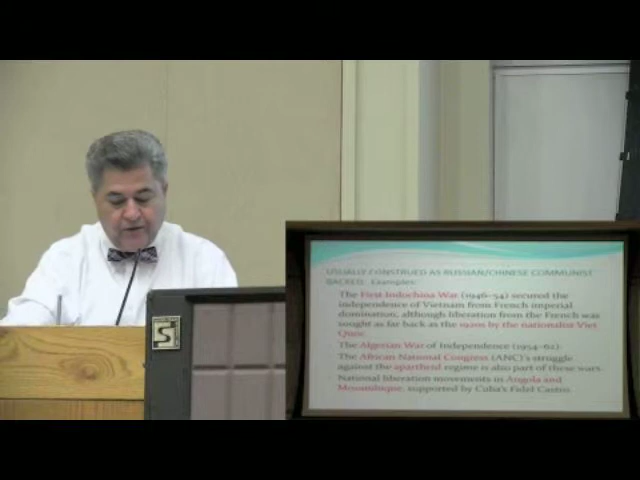 USUALLY CONSTRUED AS RUSSIAN/CHINESE COMMUNIST
BACKED: Examples:
The First Indochina War (1946–54) secured the
independence of Vietnam from French imperial
domination, although liberation from the French was
sought as far back as the 1920s by the nationalist Viet
Quoc.
The Algerian War of Independence (1954–61);
The African National Congress (ANC)'s struggle
against the apartheid regime is also part of these wars.
National liberation movements in Angola and
Mozambique, supported by Cuba's Fidel Castro.
S